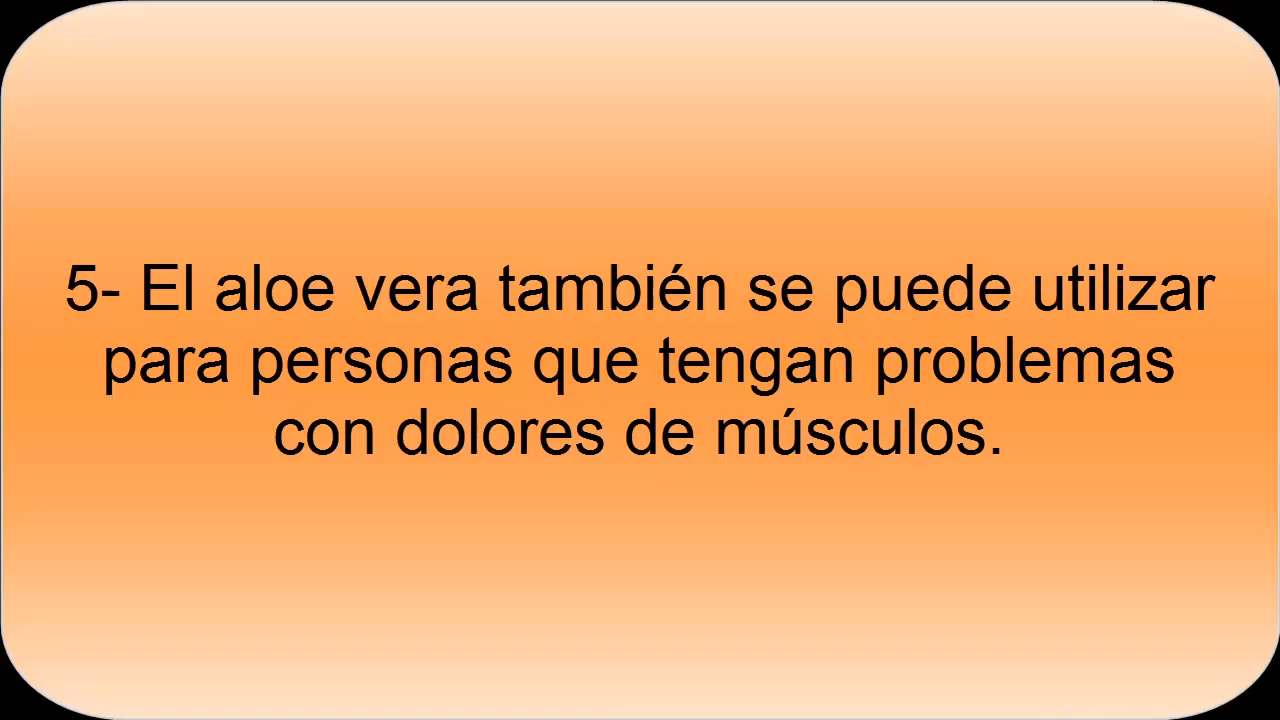 5- El aloe vera también se puede utilizar
para personas que tengan problemas
con dolores de músculos.